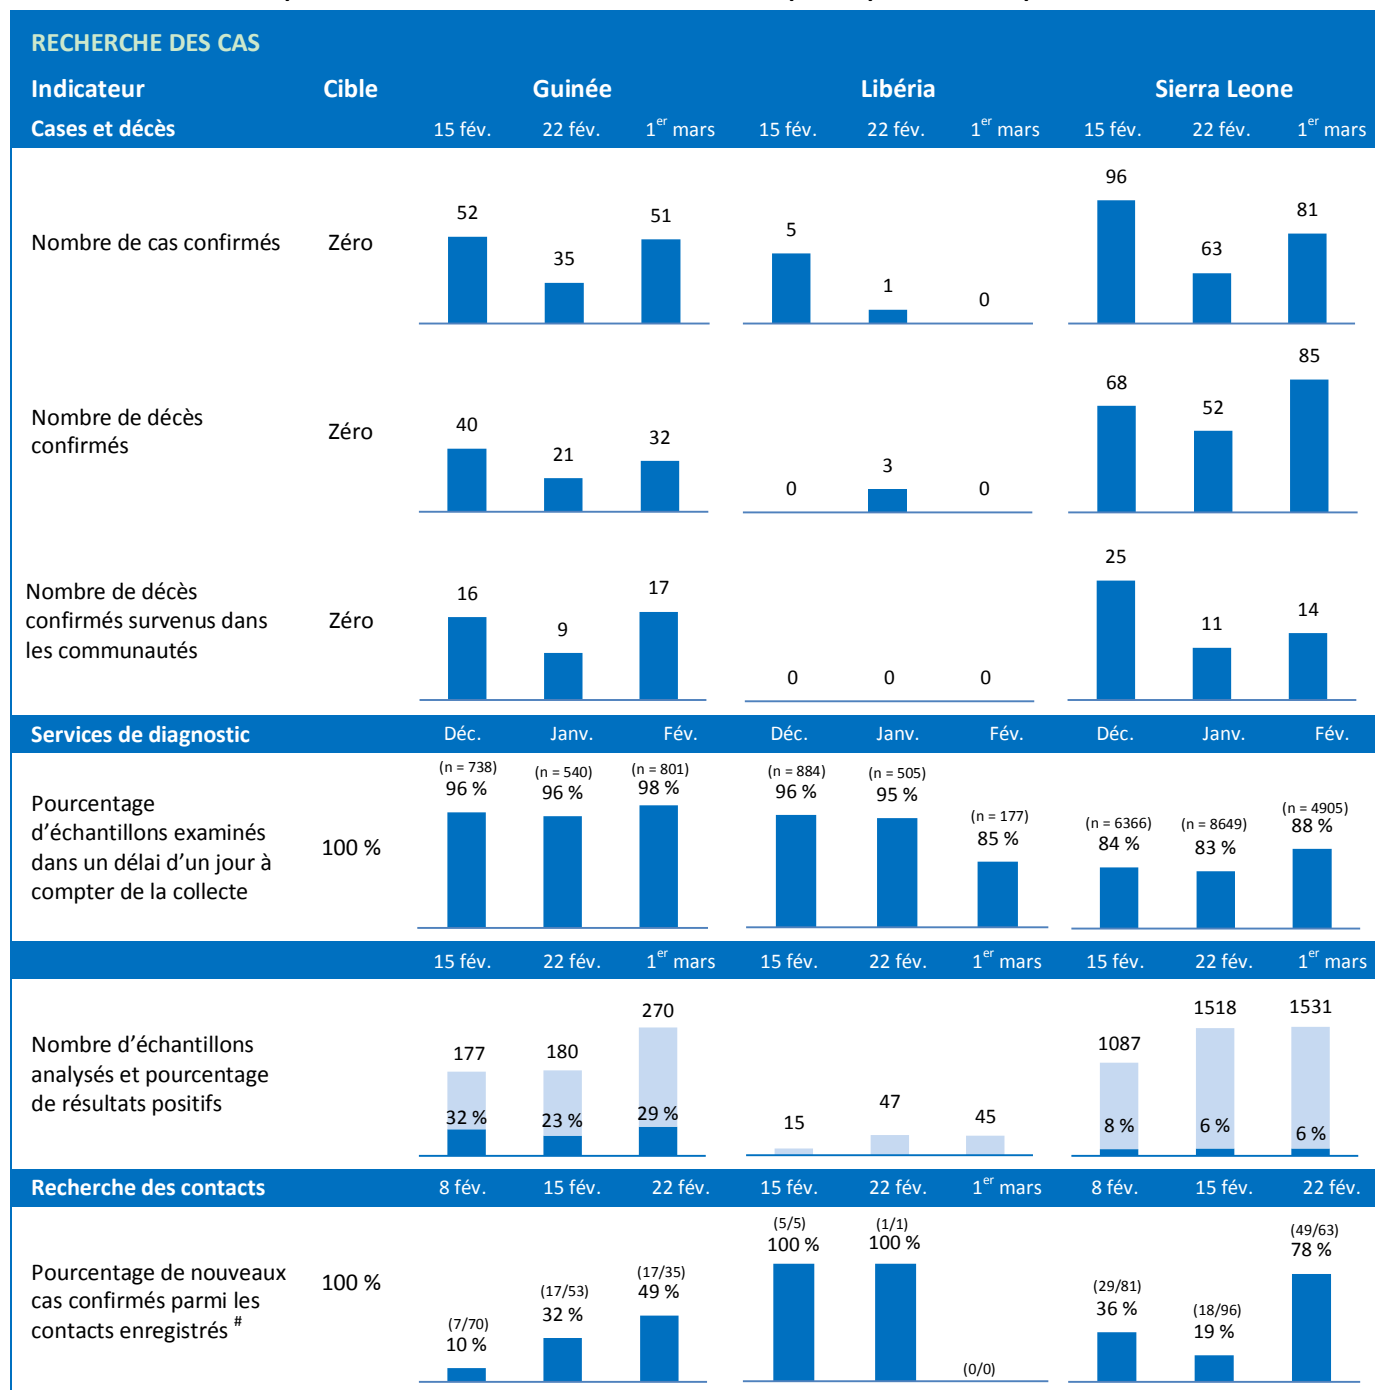 RECHERCHE DES CAS
Indicateur Cible Guinée Libéria Sierra Leone
Cases et décès 15 fév. 22 fév. 1er mars 15 fév. 22 fév. 1er mars 15 fév. 22 fév. 1er mars
Nombre de cas confirmés Zéro 52 35 51 5 1 0 96 63 81
Nombre de décès
confirmés
Zéro 40 21 32 0 3 0 68 52 85
Nombre de décès
confirmés survenus dans
les communautés
Zéro 16 9 17 0 0 0 25 11 14
Services de diagnostic Déc. Janv. Fév. Déc. Janv. Fév. Déc. Janv. Fév.
(n = 738) (n = 540) (n = 801) (n = 884) (n = 505) (n = 177) (n = 6366) (n = 8649) (n = 4905)
96 % 96 % 98 % 96 % 95 % 85 % 84 % 83 % 88 %
Pourcentage
d’échantillons examinés
dans un délai d’un jour à
compter de la collecte
100 %
15 fév. 22 fév. 1er mars 15 fév. 22 fév. 1er mars 15 fév. 22 fév. 1er mars
Nombre d’échantillons
analysés et pourcentage
de résultats positifs
177 180 270 15 47 45 1087 1518 1531
32 % 23 % 29 % 8 % 6 % 6 %
Recherche des contacts 8 fév. 15 fév. 22 fév. 15 fév. 22 fév. 1er mars 8 fév. 15 fév. 22 fév.
Pourcentage de nouveaux
cas confirmés parmi les
contacts enregistrés #
100 %
(7/70) (17/53) (17/35) (5/5) (1/1) (0/0) (29/81) (18/96) (49/63)
10 % 32 % 49 % 100 % 100 % 36 % 19 % 78 %